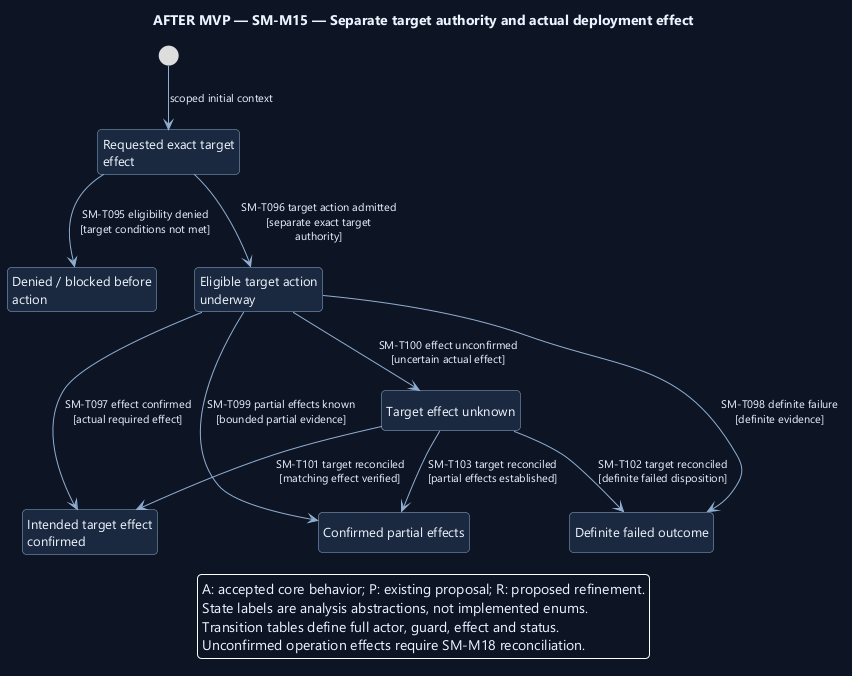 AFTER MVP — SM-M15 — Separate target authority and actual deployment effect
scoped initial context
Requested exact target
effect
SM-T095 eligibility denied
[target conditions not met]
SM-T096 target action admitted
[separate exact target
authority]
Denied / blocked before
action
Eligible target action
underway
SM-T100 effect unconfirmed
[uncertain actual effect]
SM-T097 effect confirmed
[actual required effect]
SM-T099 partial effects known
[bounded partial evidence]
Target effect unknown
SM-T098 definite failure
[definite evidence]
SM-T101 target reconciled
[matching effect verified]
SM-T103 target reconciled
[partial effects established]
SM-T102 target reconciled
[definite failed disposition]
Intended target effect
confirmed
Confirmed partial effects
Definite failed outcome
A: accepted core behavior; P: existing proposal; R: proposed refinement.
State labels are analysis abstractions, not implemented enums.
Transition tables define full actor, guard, effect and status.
Unconfirmed operation effects require SM-M18 reconciliation.